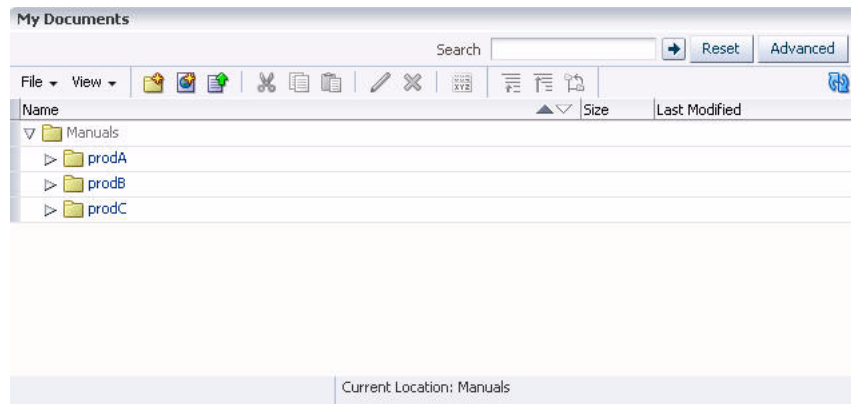 My Documents
Search Reset Advanced
File View
Name Size Last Modified
Manuals
prodA
prodB
prodC
Current Location: Manuals